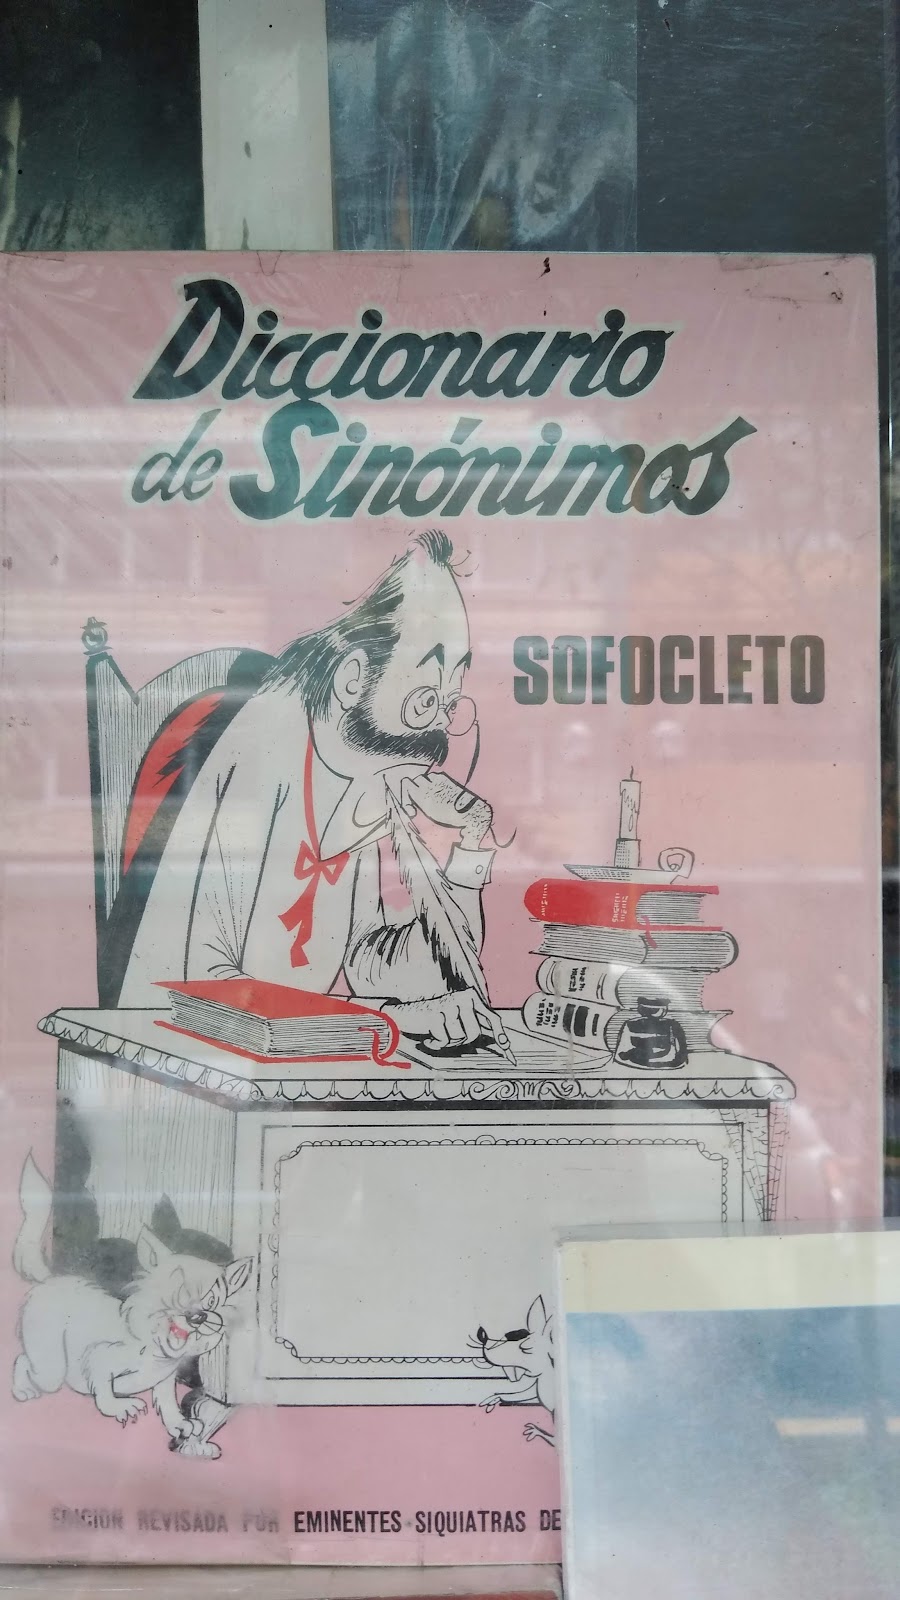 Diccionario
de Sinónimos
SOFOCLETO
EDICION REVISADA POR EMINENTES SIQUIATRAS DE